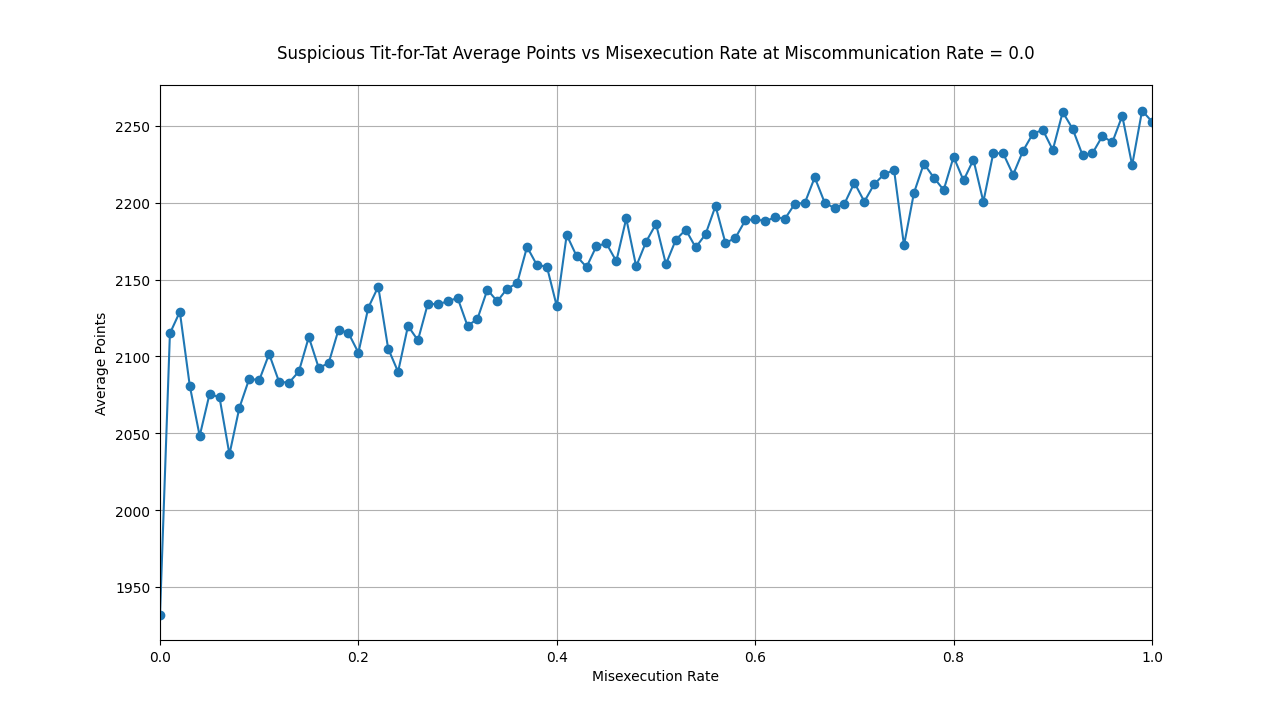 Suspicious Tit-for-Tat Average Points vs Misexecution Rate at Miscommunication Rate = 0.0
2250
2200
2150
2100
2050
2000
1950
Average Points
0.0 0.2 0.4 0.6 0.8 1.0
Misexecution Rate